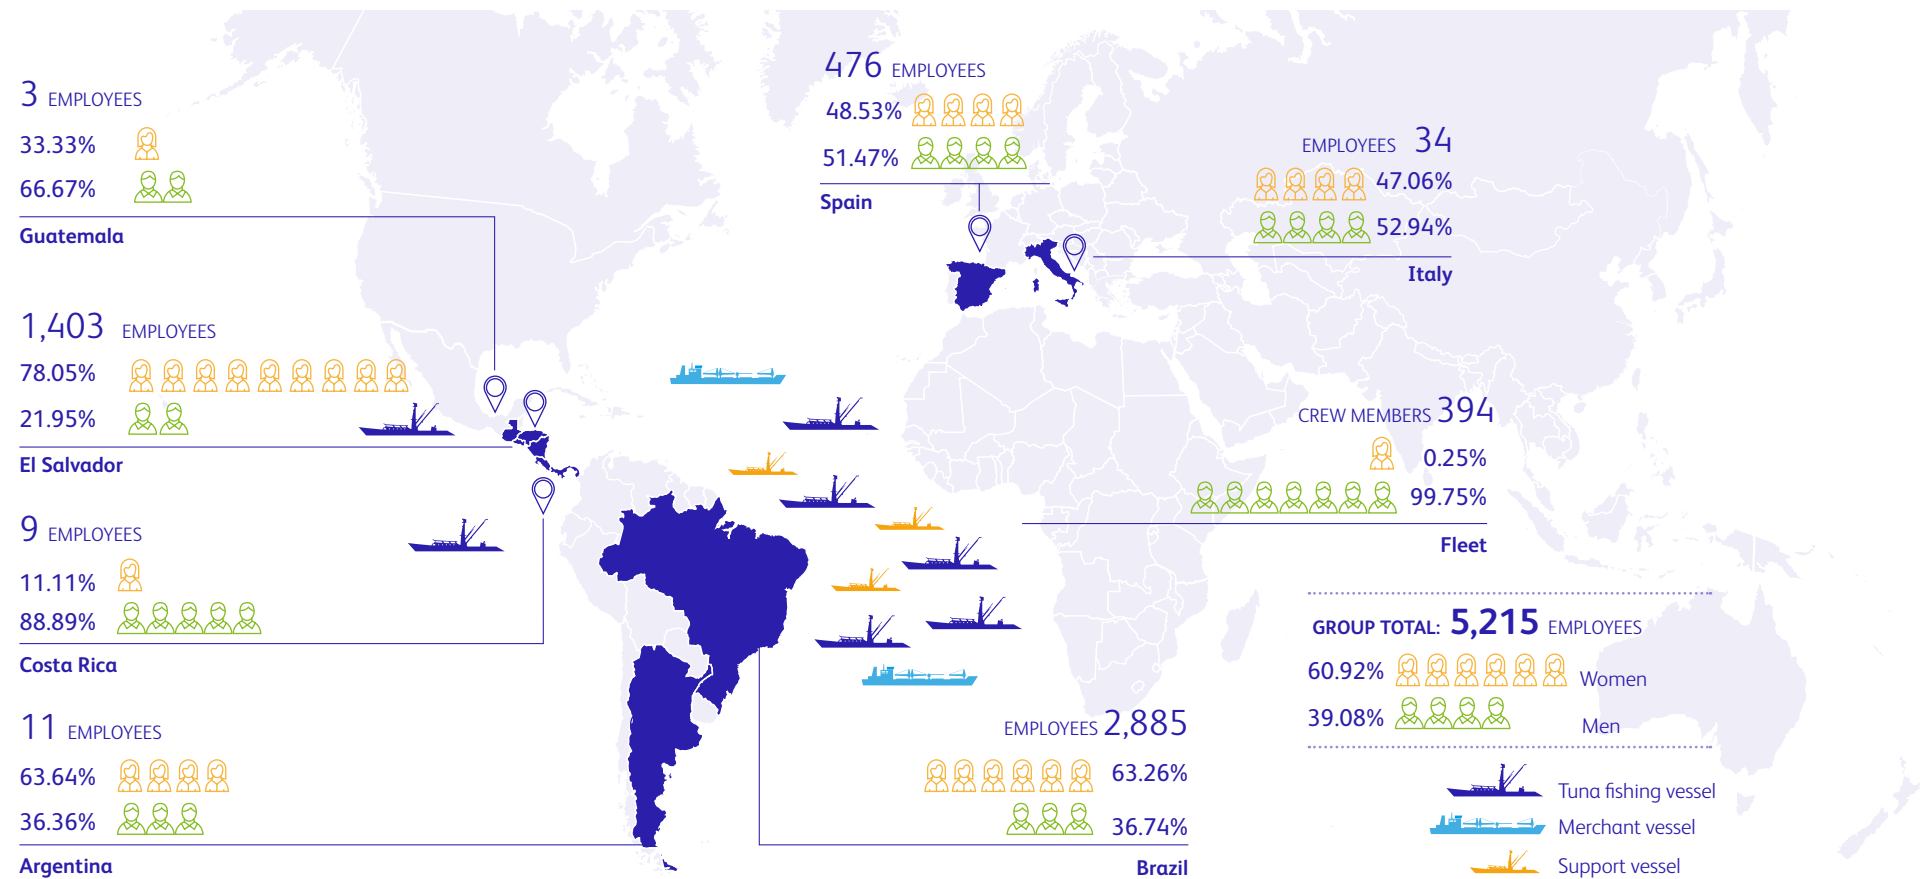 3 EMPLOYEES
33.33%
66.67%
Guatemala
1,403 EMPLOYEES
78.05%
21.95%
El Salvador
9 EMPLOYEES
11.11%
88.89%
Costa Rica
11 EMPLOYEES
63.64%
36.36%
Argentina
476 EMPLOYEES
48.53%
51.47%
Spain
EMPLOYEES 34
47.06%
52.94%
Italy
CREW MEMBERS 394
0.25%
99.75%
Fleet
EMPLOYEES 2,885
63.26%
36.74%
Brazil
GROUP TOTAL: 5,215 EMPLOYEES
60.92% Women
39.08% Men
Tuna fishing vessel
Merchant vessel
Support vessel